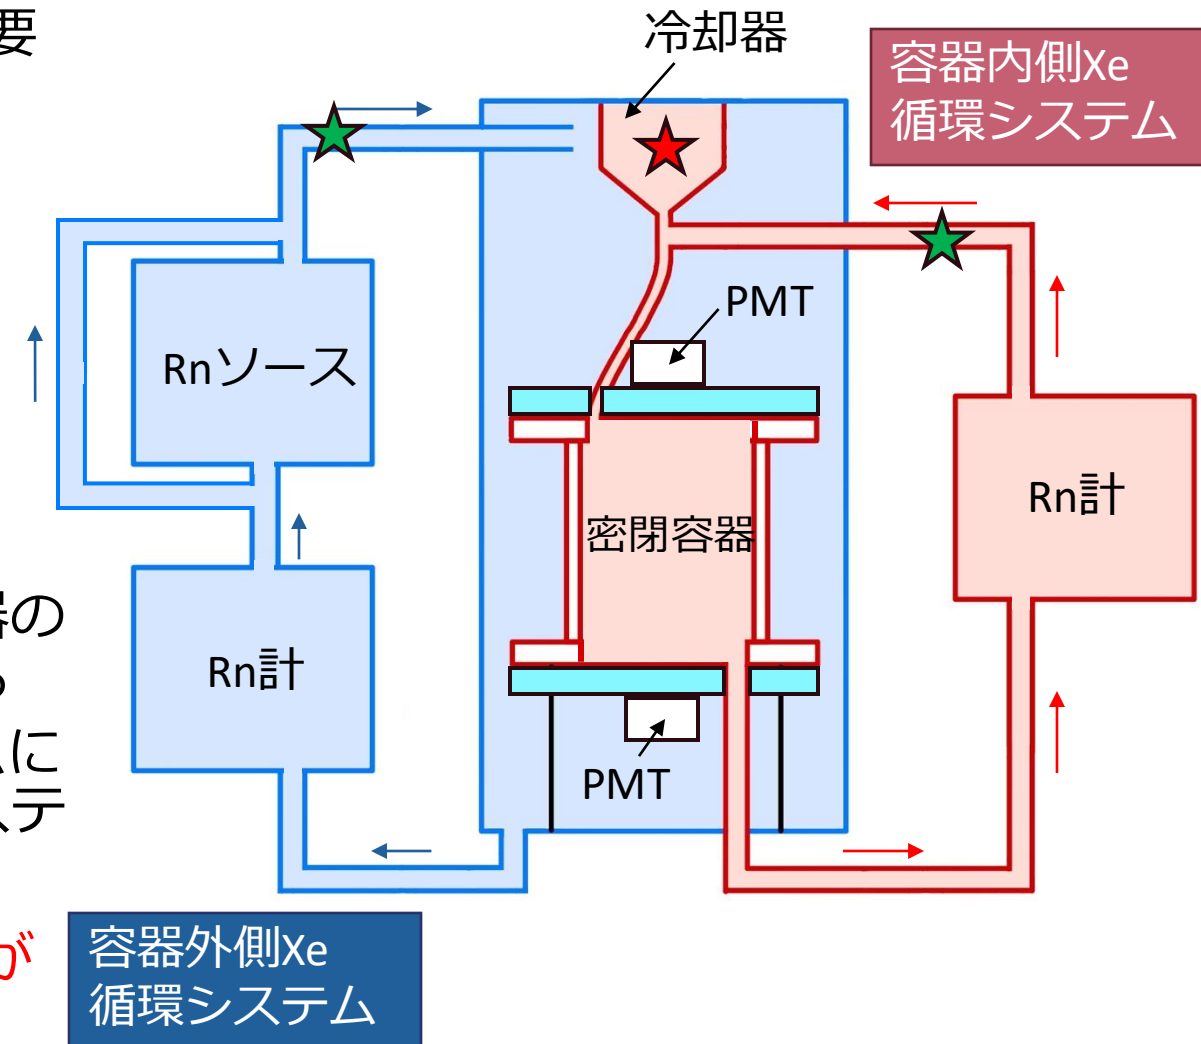 要
冷却器
容器内側Xe
循環システム
PMT
Rnソース
Rn計
密閉容器
器の
Rn計
に
ステ
PMT
が
容器外側Xe
循環システム